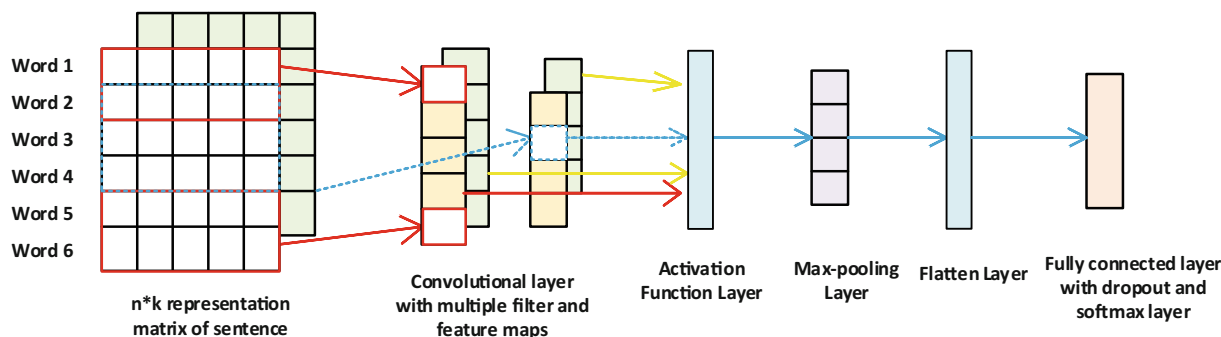 Word 1
Word 2
Word 3
Word 4
Word 5
Word 6
n*k representation
matrix of sentence
Convolutional layer
with multiple filter and
feature maps
Activation
Function Layer
Max-pooling
Layer
Flatten Layer
Fully connected layer
with dropout and
softmax layer